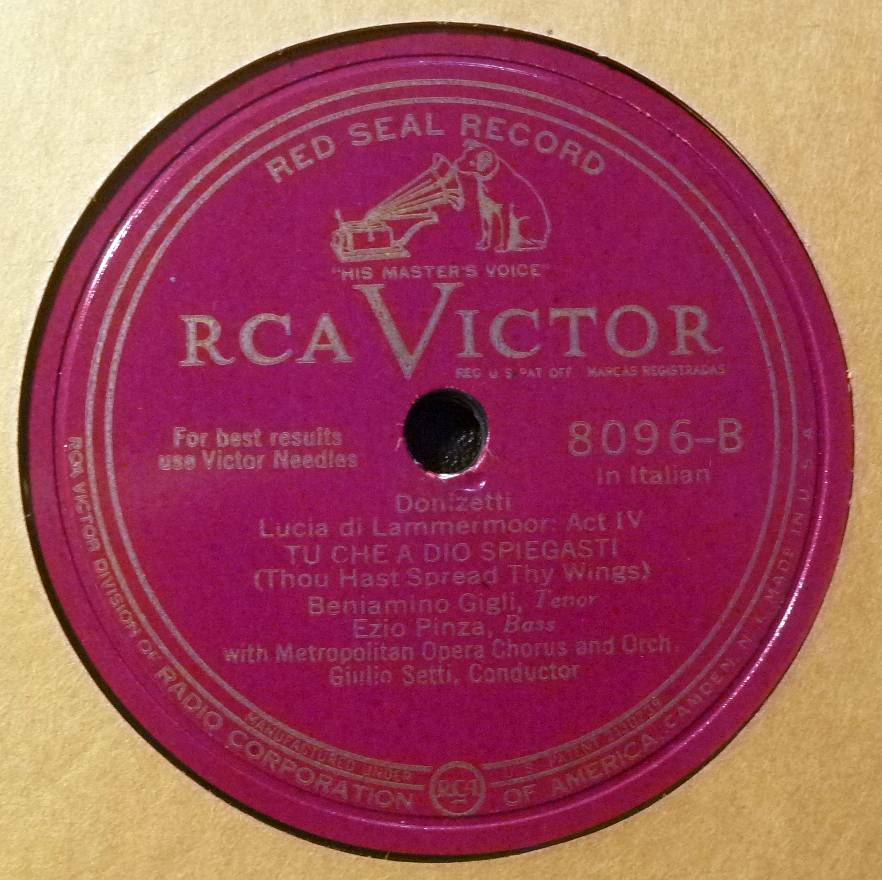 RED SEAL RECORD
"HIS MASTER'S VOICE"
RCA VICTOR
REG U S PAT OFF MARCAS REGISTRADAS
For best results
use Victor Needles
8096-B
In Italian
Donizetti
Lucia di Lammermoor: Act IV
TU CHE A DIO SPIEGASTI
(Thou Hast Spread Thy Wings)
Beniamino Gigli, Tenor
Ezio Pinza, Bass
with Metropolitan Opera Chorus and Orch.
Giulio Setti, Conductor
MANUFACTURED UNDER U.S. PATENT
RCA VICTOR DIVISION OF RADIO CORPORATION OF AMERICA, CAMDEN, N. J. MADE IN U S A
RCA